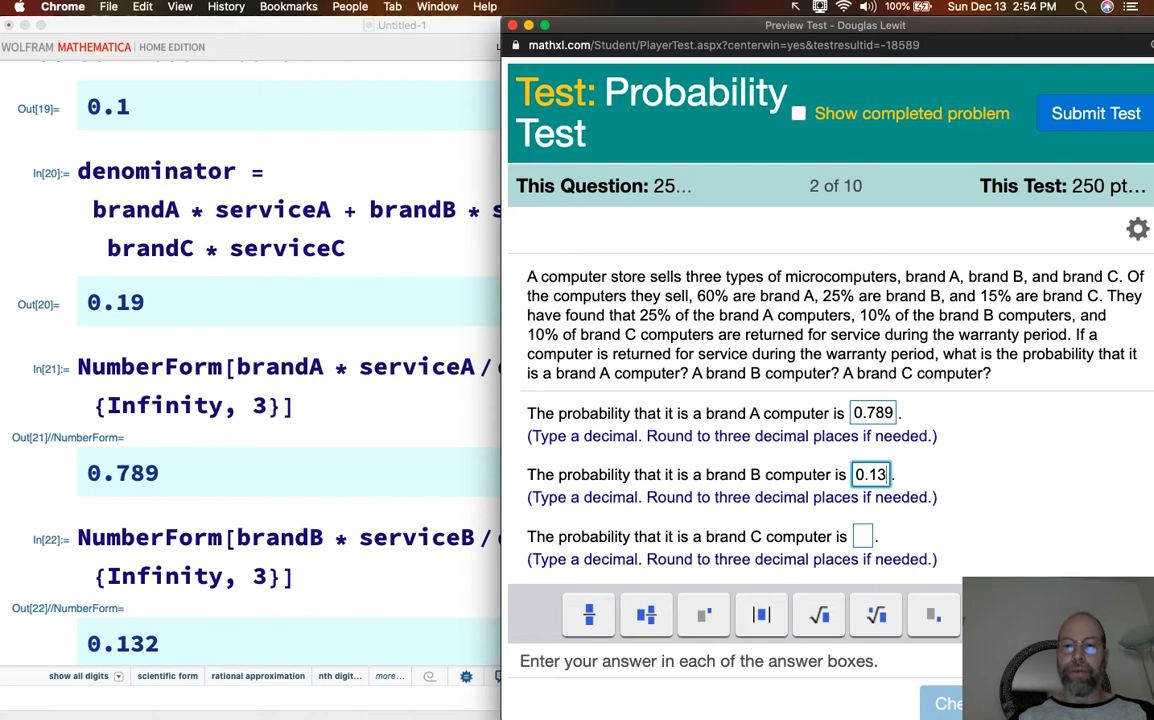 Chrome File Edit View History Bookmarks People Tab Window Help 100% Sun Dec 13 2:54 PM
Untitled-1
Preview Test - Douglas Lewit
WOLFRAM MATHEMATICA HOME EDITION
mathxl.com/Student/PlayerTest.aspx?centerwin=yes&testresultid=-18589
Out[19]= 0.1
In[20]:= denominator =
brandA * serviceA + brandB *
brandC * serviceC
Out[20]= 0.19
In[21]:= NumberForm[brandA * serviceA /
{Infinity, 3}]
Out[21]//NumberForm=
0.789
In[22]:= NumberForm[brandB * serviceB /
{Infinity, 3}]
Out[22]//NumberForm=
0.132
show all digits scientific form rational approximation nth digit... more...
Test: Probability
Test
Show completed problem
Submit Test
This Question: 25... 2 of 10 This Test: 250 pt...
A computer store sells three types of microcomputers, brand A, brand B, and brand C. Of
the computers they sell, 60% are brand A, 25% are brand B, and 15% are brand C. They
have found that 25% of the brand A computers, 10% of the brand B computers, and
10% of brand C computers are returned for service during the warranty period. If a
computer is returned for service during the warranty period, what is the probability that it
is a brand A computer? A brand B computer? A brand C computer?
The probability that it is a brand A computer is 0.789 .
(Type a decimal. Round to three decimal places if needed.)
The probability that it is a brand B computer is 0.13 .
(Type a decimal. Round to three decimal places if needed.)
The probability that it is a brand C computer is .
(Type a decimal. Round to three decimal places if needed.)
Enter your answer in each of the answer boxes.